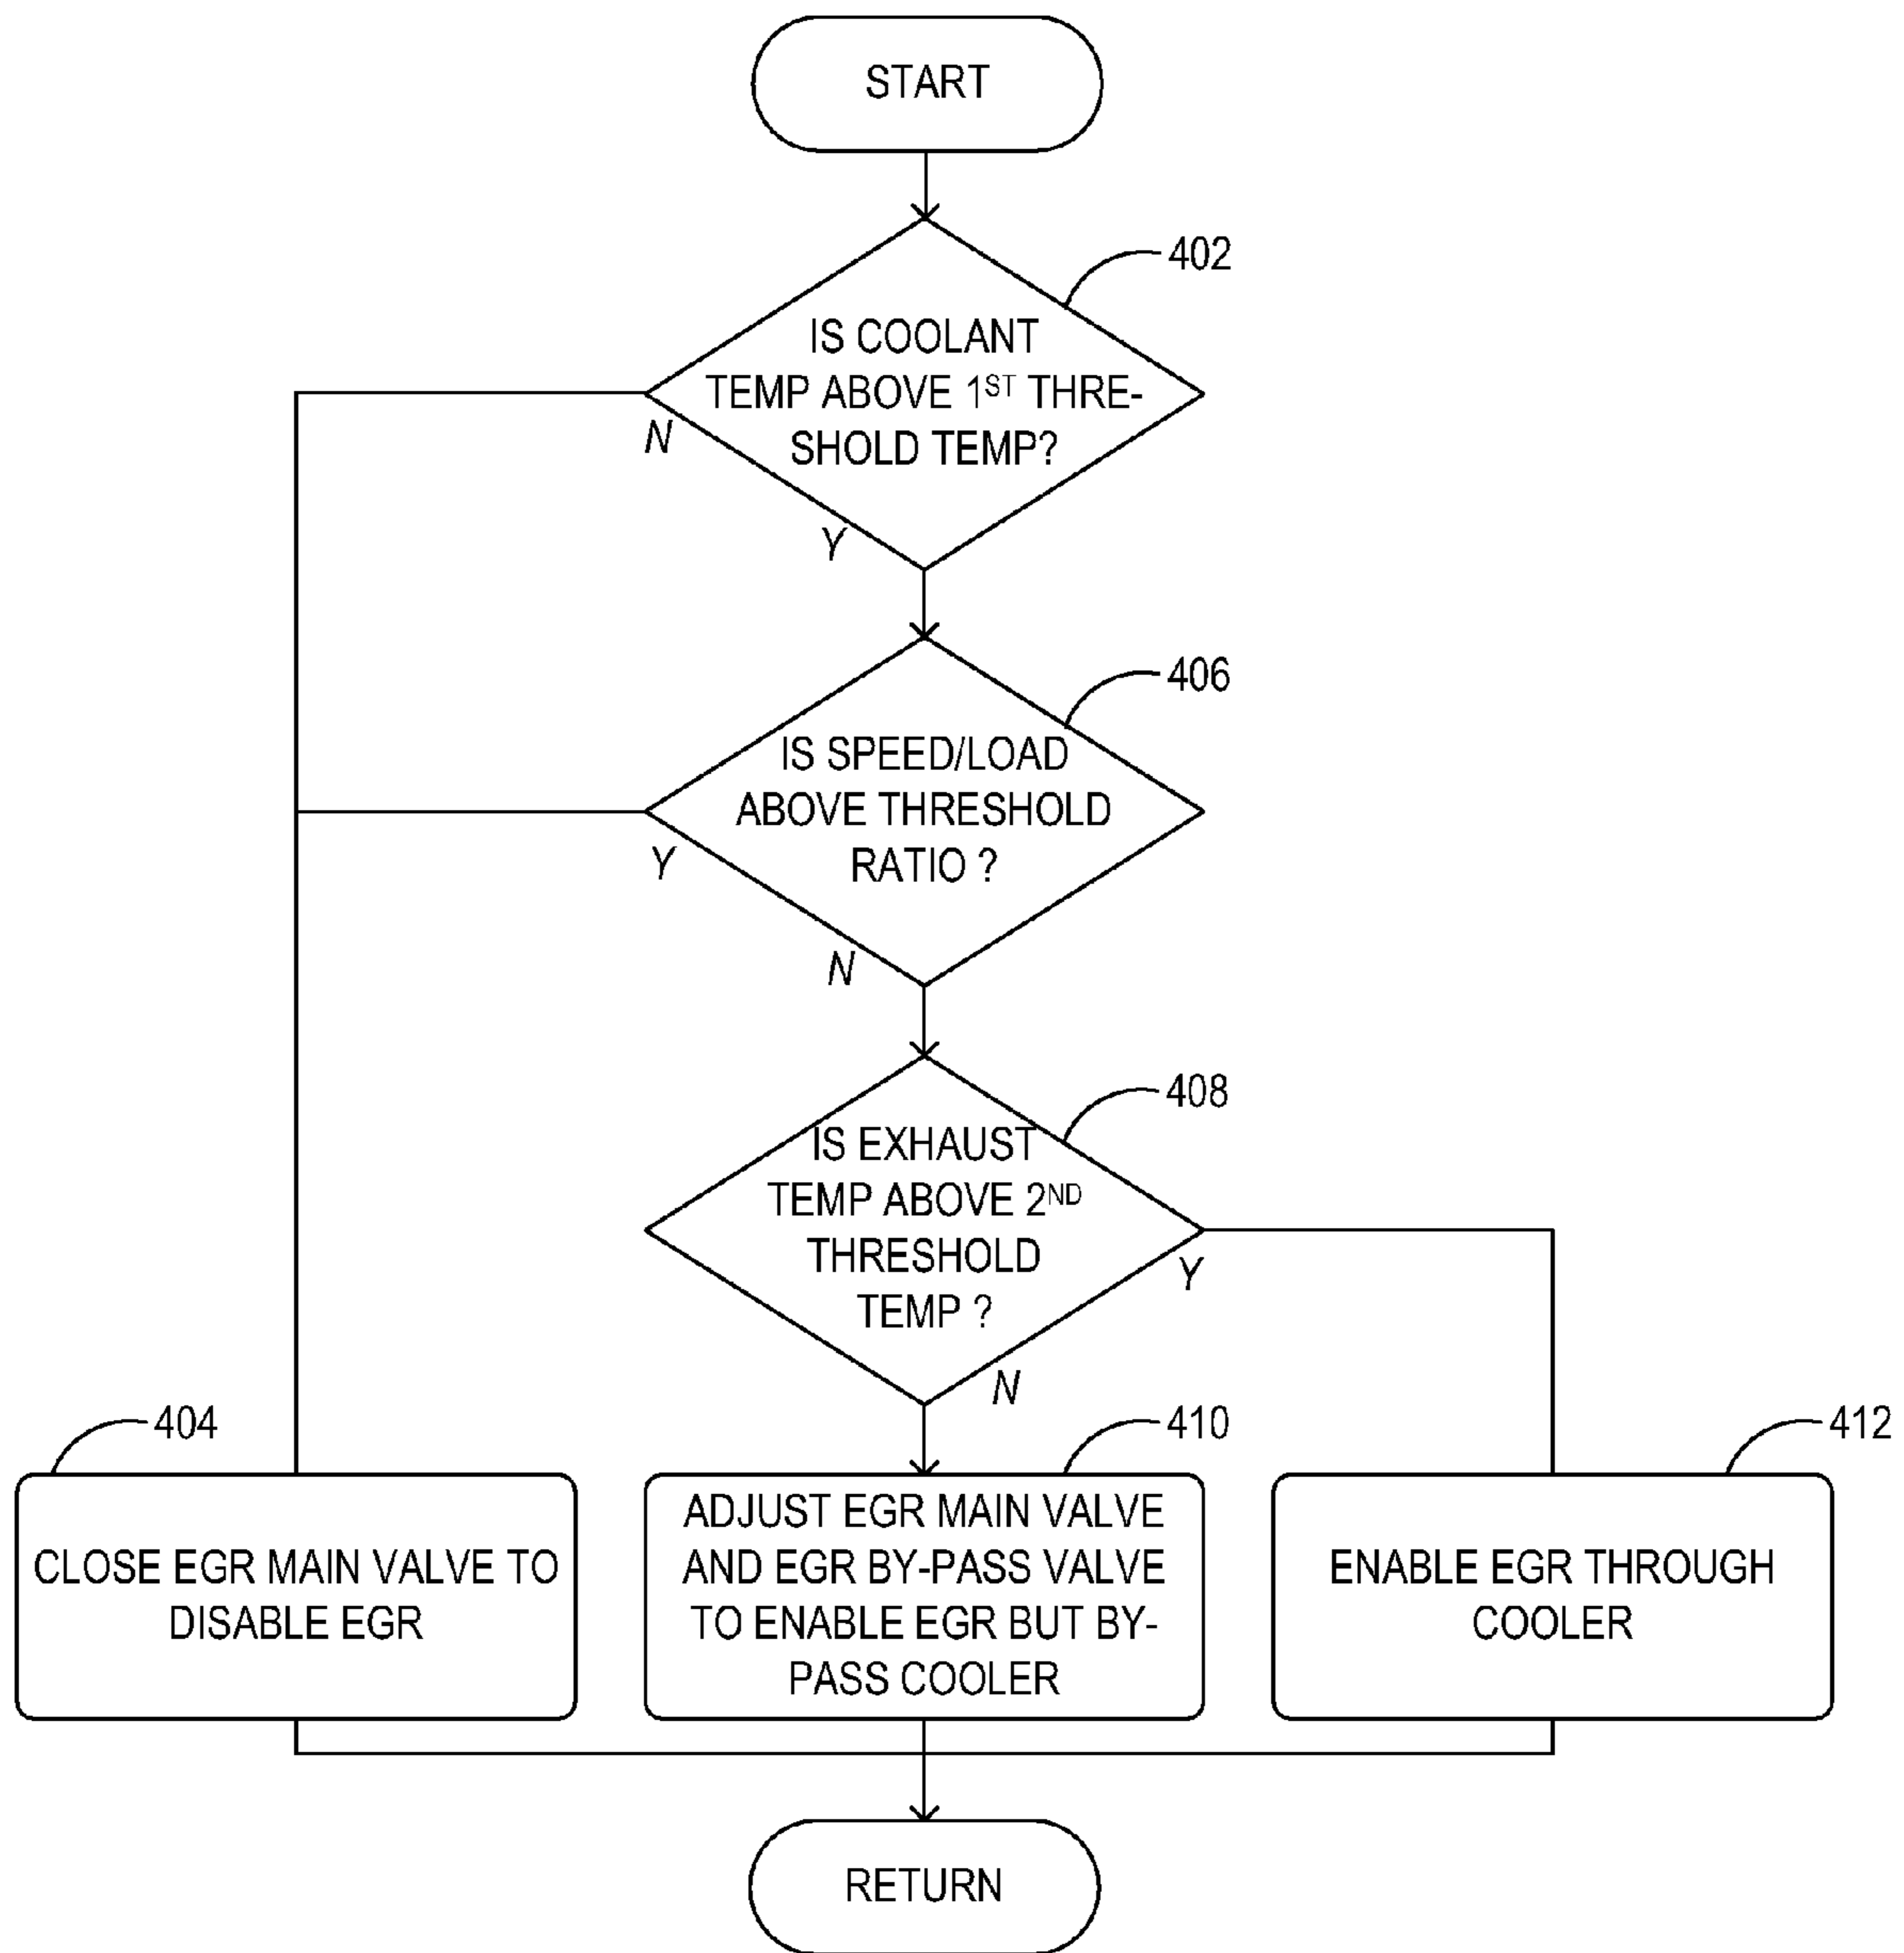 START
402
IS COOLANT
TEMP ABOVE 1ST THRE-
SHOLD TEMP?
N
Y
406
IS SPEED/LOAD
ABOVE THRESHOLD
RATIO ?
Y
N
408
IS EXHAUST
TEMP ABOVE 2ND
THRESHOLD
TEMP ?
Y
N
404
CLOSE EGR MAIN VALVE TO
DISABLE EGR
410
ADJUST EGR MAIN VALVE
AND EGR BY-PASS VALVE
TO ENABLE EGR BUT BY-
PASS COOLER
412
ENABLE EGR THROUGH
COOLER
RETURN